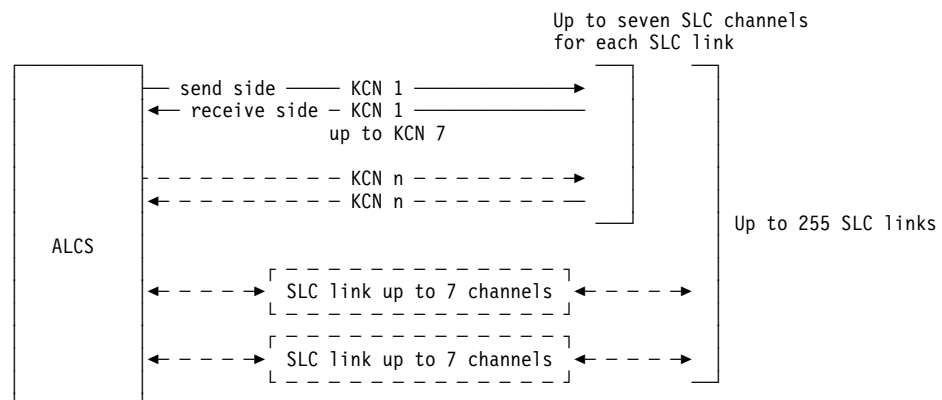 Up to seven SLC channels
for each SLC link
send side KCN 1
receive side KCN 1
up to KCN 7
KCN n
KCN n
Up to 255 SLC links
ALCS
SLC link up to 7 channels
SLC link up to 7 channels